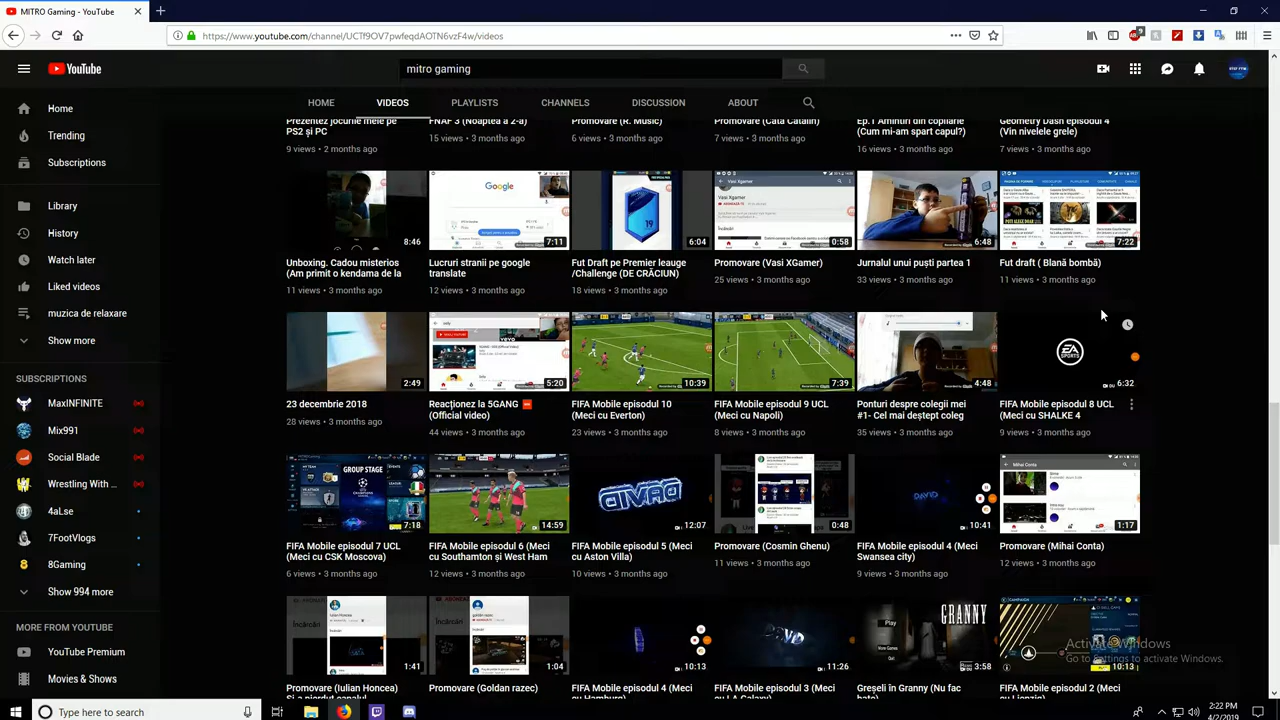 MITRO Gaming - YouTube
https://www.youtube.com/channel/UCTf9OV7pwfeqdAOTN6vzF4w/videos
YouTube
mitro gaming
HOME VIDEOS PLAYLISTS CHANNELS DISCUSSION ABOUT
Home
Trending
Subscriptions
Library
History
Watch later
Liked videos
muzica de relaxare
Show more
SUBSCRIPTIONS
Mix991
Social Blade
Wrestling Win ...
4aLse
8Gaming
Show 394 more
MORE FROM YOUTUBE
YouTube Premium
Movies & Shows
Prezentez jocurile mele pe
PS2 și PC
9 views • 2 months ago
FNAF 3 (Noaptea a 2-a)
15 views • 3 months ago
Promovare (R. Music)
6 views • 3 months ago
Promovare (Cata Catalin)
11 views • 3 months ago
Ep.1 Amintiri din copilărie
(Cum mi-am spart capul?)
16 views • 3 months ago
Geometry Dash episodul 4
(Vin nivelele grele)
7 views • 3 months ago
8:46
Unboxing. Cadou misterios
(Am primit o kendama de la
11 views • 3 months ago
Google
7:11
Lucruri stranii pe google
translate
12 views • 3 months ago
6:04
Fut Draft pe Premier leauge
/Challenge (DE CRĂCIUN)
18 views • 3 months ago
Vasi Xgamer
0:58
Promovare (Vasi XGamer)
25 views • 3 months ago
6:48
Jurnalul unui puști partea 1
33 views • 3 months ago
7:22
Fut draft ( Blană bombă)
11 views • 3 months ago
2:49
23 decembrie 2018
28 views • 3 months ago
5:20
Reacționez la 5GANG
(Official video)
44 views • 3 months ago
10:39
FIFA Mobile episodul 10
(Meci cu Everton)
23 views • 3 months ago
7:39
FIFA Mobile episodul 9 UCL
(Meci cu Napoli)
8 views • 3 months ago
4:48
Ponturi despre colegii mei
#1- Cel mai deștept coleg
35 views • 3 months ago
EA
SPORTS
6:32
FIFA Mobile episodul 8 UCL
(Meci cu SHALKE 4
9 views • 3 months ago
GROUP STAGE
7:18
FIFA Mobile episodul 7 UCL
(Meci cu CSK Moscova)
6 views • 3 months ago
14:59
FIFA Mobile episodul 6 (Meci
cu Southamton și West Ham
12 views • 3 months ago
MITRO
12:07
FIFA Mobile episodul 5 (Meci
cu Aston Villa)
10 views • 3 months ago
0:48
Promovare (Cosmin Ghenu)
11 views • 3 months ago
DAVID
10:41
FIFA Mobile episodul 4 (Meci
Swansea city)
9 views • 3 months ago
Mihai Conta
1:17
Promovare (Mihai Conta)
12 views • 3 months ago
1:41
Promovare (Iulian Honcea)
1:04
Promovare (Goldan razec)
10:13
FIFA Mobile episodul 4 (Meci
11:26
FIFA Mobile episodul 3 (Meci
cu LA Galaxy)
GRANNY
Play
3:58
Greșeli în Granny (Nu fac
CAMPAIGN
10:13
FIFA Mobile episodul 2 (Meci
Activate Windows
Go to Settings to activate Windows.
Type here to search
2:22 PM
4/2/2019